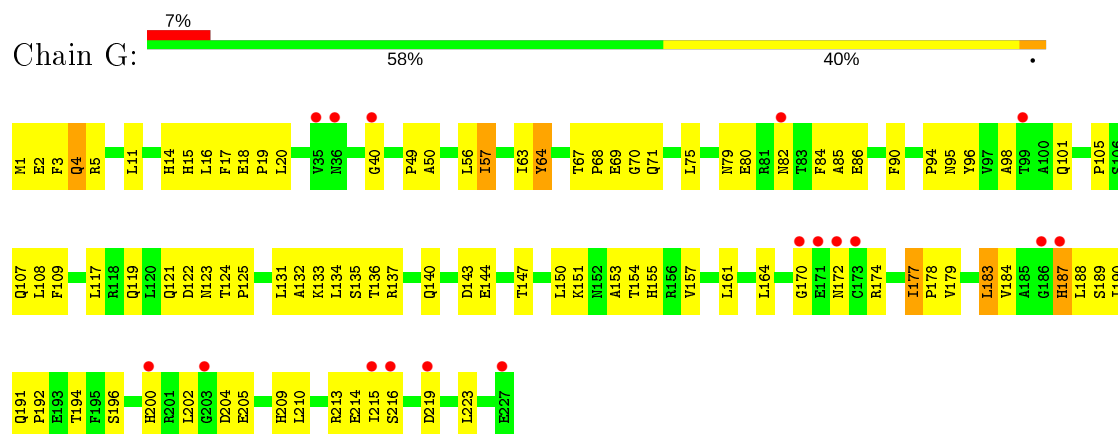 7%
Chain G:
58% 40% •
M1 E2 F3 Q4 R5 L11 H14 H15 L16 F17 E18 P19 L20 V35 N36 G40 P49 A50 L56 I57 I63 Y64 T67 P68 E69 G70 Q71 L75 N79 E80 R81 N82 T83 F84 A85 E86 F90 P94 N95 Y96 V97 A98 T99 A100 Q101 P105 S106
Q107 L108 F109 L117 R118 Q119 L120 Q121 D122 N123 T124 P125 L131 A132 K133 L134 S135 T136 R137 Q140 D143 E144 T147 L150 K151 N152 A153 T154 H155 R156 V157 L161 L164 G170 E171 N172 C173 R174 I177 P178 V179 L183 V184 A185 G186 H187 L188 S189 I190
Q191 P192 E193 T194 F195 S196 H200 R201 L202 G203 D204 E205 H209 L210 R213 E214 I215 S216 D219 L223 E227